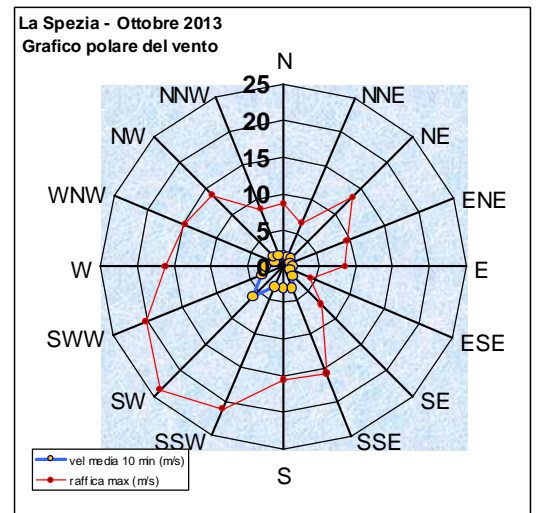 La Spezia - Ottobre 2013
Grafico polare del vento
N
NNW
NNE
25
NW
20
NE
15
WNW
10
ENE
5
W
0
E
SWW
ESE
SW
SE
SSW
SSE
S
vel media 10 min (m/s)
raffica max (m/s)